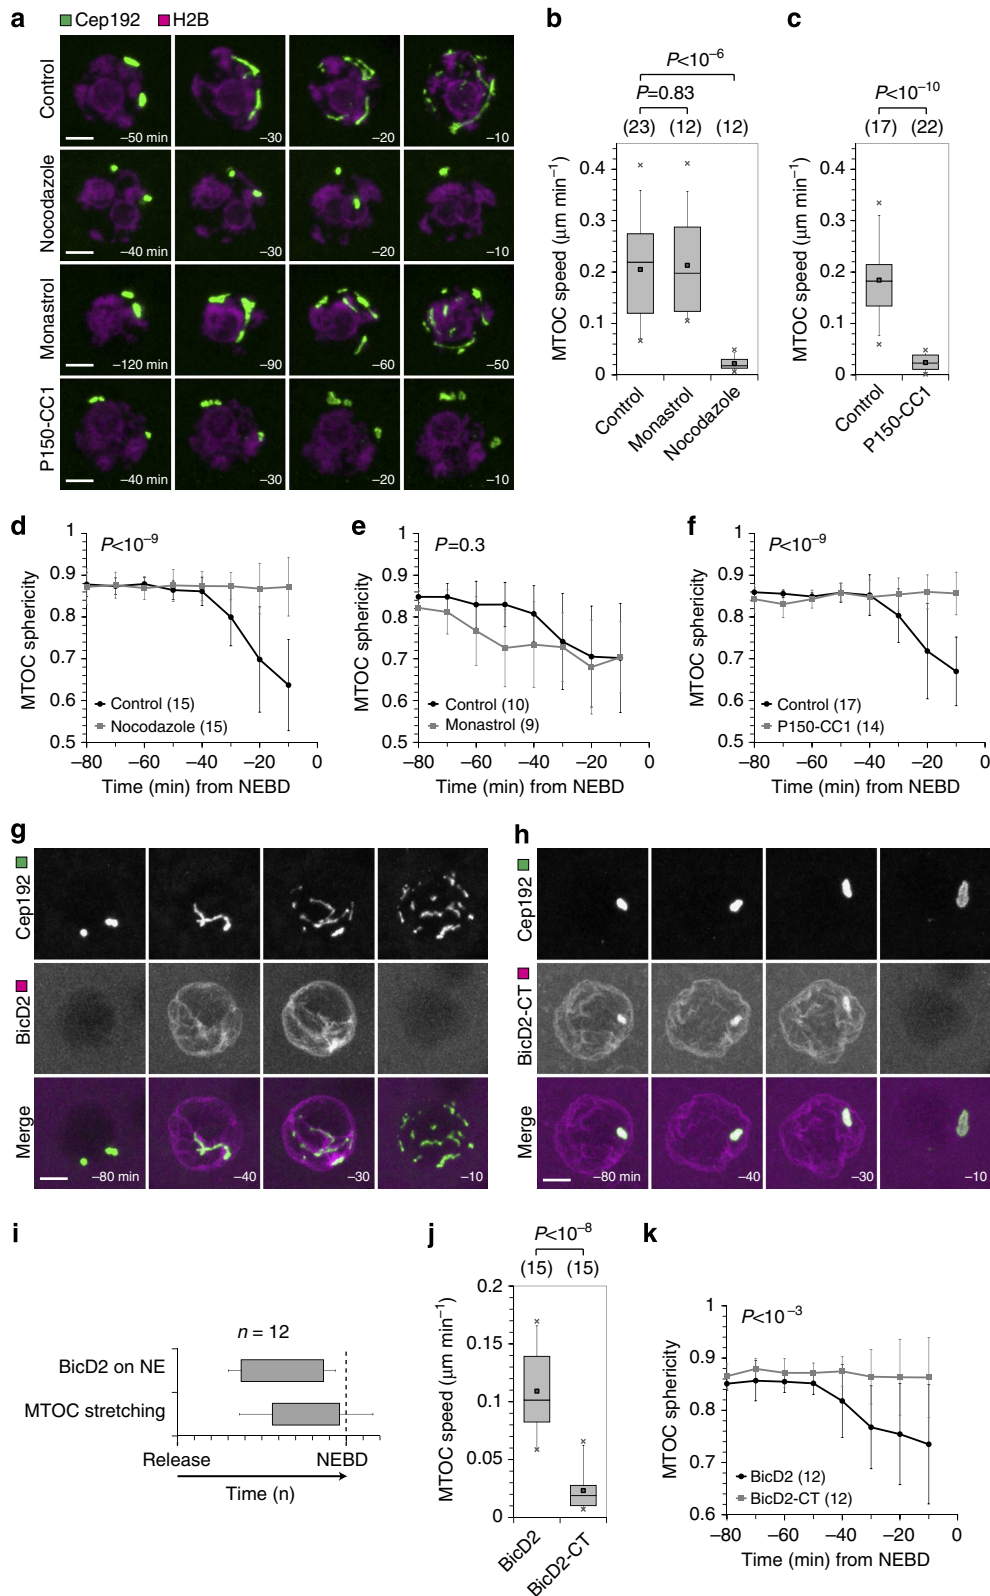 a
Cep192 H2B
Control
−50 min
−30
−20
−10
Nocodazole
−40 min
−30
−20
−10
Monastrol
−120 min
−90
−60
−50
P150-CC1
−40 min
−30
−20
−10
b
P<10⁻⁶
P=0.83
(23) (12) (12)
MTOC speed (µm min⁻¹)
0.4
0.3
0.2
0.1
0
Control
Monastrol
Nocodazole
c
P<10⁻¹⁰
(17) (22)
MTOC speed (µm min⁻¹)
0.4
0.3
0.2
0.1
0
Control
P150-CC1
d
P<10⁻⁹
MTOC sphericity
1
0.9
0.8
0.7
0.6
0.5
Control (15)
Nocodazole (15)
−80 −60 −40 −20 0
Time (min) from NEBD
e
P=0.3
MTOC sphericity
1
0.9
0.8
0.7
0.6
0.5
Control (10)
Monastrol (9)
−80 −60 −40 −20 0
Time (min) from NEBD
f
P<10⁻⁹
MTOC sphericity
1
0.9
0.8
0.7
0.6
0.5
Control (17)
P150-CC1 (14)
−80 −60 −40 −20 0
Time (min) from NEBD
g
Cep192
BicD2
Merge
−80 min
−40
−30
−10
h
Cep192
BicD2-CT
Merge
−80 min
−40
−30
−10
i
n = 12
BicD2 on NE
MTOC stretching
Release NEBD
Time (n)
j
P<10⁻⁸
(15) (15)
MTOC speed (µm min⁻¹)
0.2
0.15
0.1
0.05
0
BicD2
BicD2-CT
k
P<10⁻³
MTOC sphericity
1
0.9
0.8
0.7
0.6
BicD2 (12)
BicD2-CT (12)
−80 −60 −40 −20 0
Time (min) from NEBD